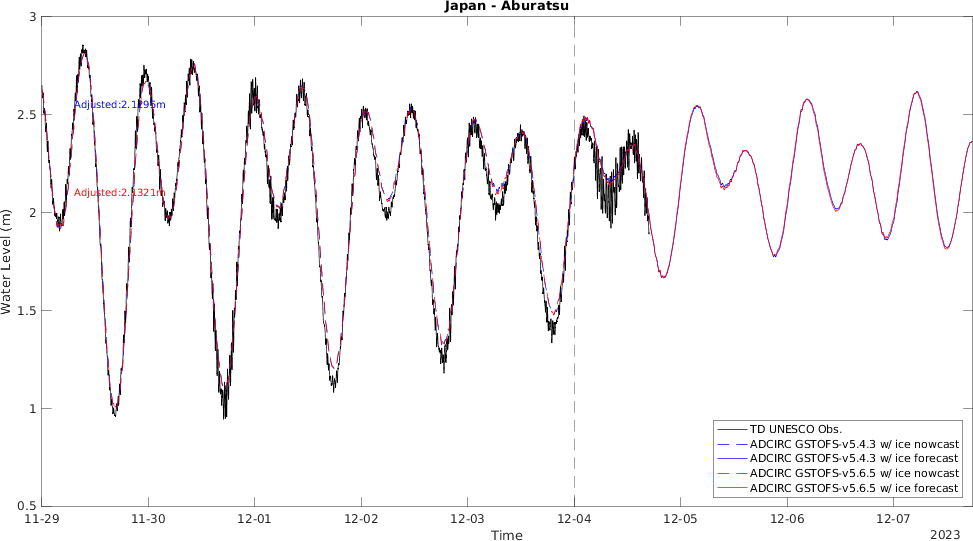 Japan - Aburatsu
3
2.5
2
1.5
1
0.5
Water Level (m)
Adjusted:2.1295m
Adjusted:2.1321m
TD UNESCO Obs.
ADCIRC GSTOFS-v5.4.3 w/ ice nowcast
ADCIRC GSTOFS-v5.4.3 w/ ice forecast
ADCIRC GSTOFS-v5.6.5 w/ ice nowcast
ADCIRC GSTOFS-v5.6.5 w/ ice forecast
11-29 11-30 12-01 12-02 12-03 12-04 12-05 12-06 12-07
Time
2023